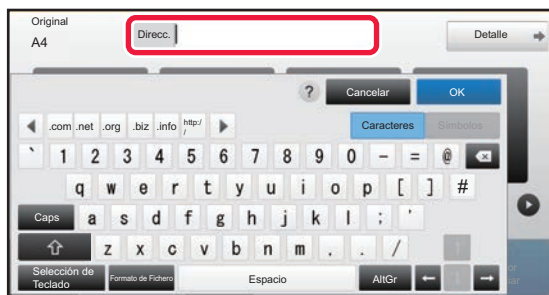 Original
A4
Direcc.
Detalle
? Cancelar OK
.com .net .org .biz .info http:/
/
Caracteres Símbolos
` 1 2 3 4 5 6 7 8 9 0 - = @
q w e r t y u i o p [ ] #
Caps a s d f g h j k l ; '
z x c v b n m , . /
Selección de
Teclado
Formato de Fichero Espacio AltGr